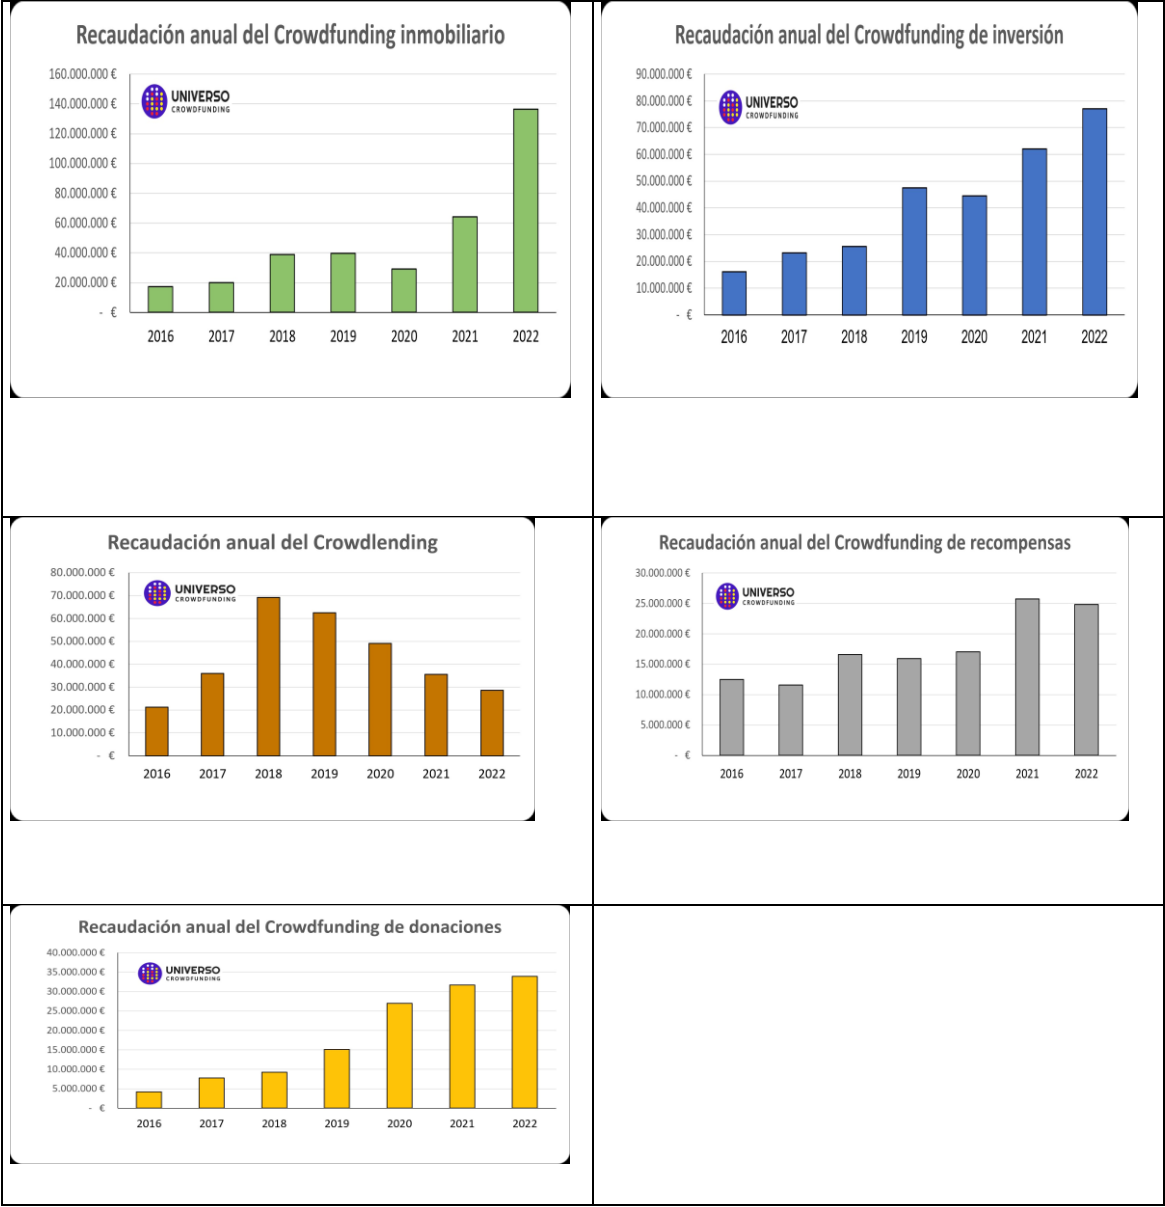 Recaudación anual del Crowdfunding inmobiliario
160.000.000 €
140.000.000 €
120.000.000 €
100.000.000 €
80.000.000 €
60.000.000 €
40.000.000 €
20.000.000 €
- €
UNIVERSO
CROWDFUNDING
2016 2017 2018 2019 2020 2021 2022
Recaudación anual del Crowdfunding de inversión
90.000.000 €
80.000.000 €
70.000.000 €
60.000.000 €
50.000.000 €
40.000.000 €
30.000.000 €
20.000.000 €
10.000.000 €
- €
UNIVERSO
CROWDFUNDING
2016 2017 2018 2019 2020 2021 2022
Recaudación anual del Crowdlending
80.000.000 €
70.000.000 €
60.000.000 €
50.000.000 €
40.000.000 €
30.000.000 €
20.000.000 €
10.000.000 €
- €
UNIVERSO
CROWDFUNDING
2016 2017 2018 2019 2020 2021 2022
Recaudación anual del Crowdfunding de recompensas
30.000.000 €
25.000.000 €
20.000.000 €
15.000.000 €
10.000.000 €
5.000.000 €
- €
UNIVERSO
CROWDFUNDING
2016 2017 2018 2019 2020 2021 2022
Recaudación anual del Crowdfunding de donaciones
40.000.000 €
35.000.000 €
30.000.000 €
25.000.000 €
20.000.000 €
15.000.000 €
10.000.000 €
5.000.000 €
- €
UNIVERSO
CROWDFUNDING
2016 2017 2018 2019 2020 2021 2022